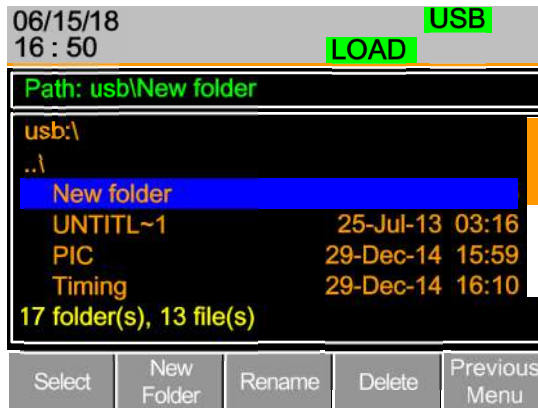 06/15/18 USB
16 : 50 LOAD
Path: usb\New folder
usb:\
..\
New folder
UNTITL~1 25-Jul-13 03:16
PIC 29-Dec-14 15:59
Timing 29-Dec-14 16:10
17 folder(s), 13 file(s)
Select New Folder Rename Delete Previous Menu